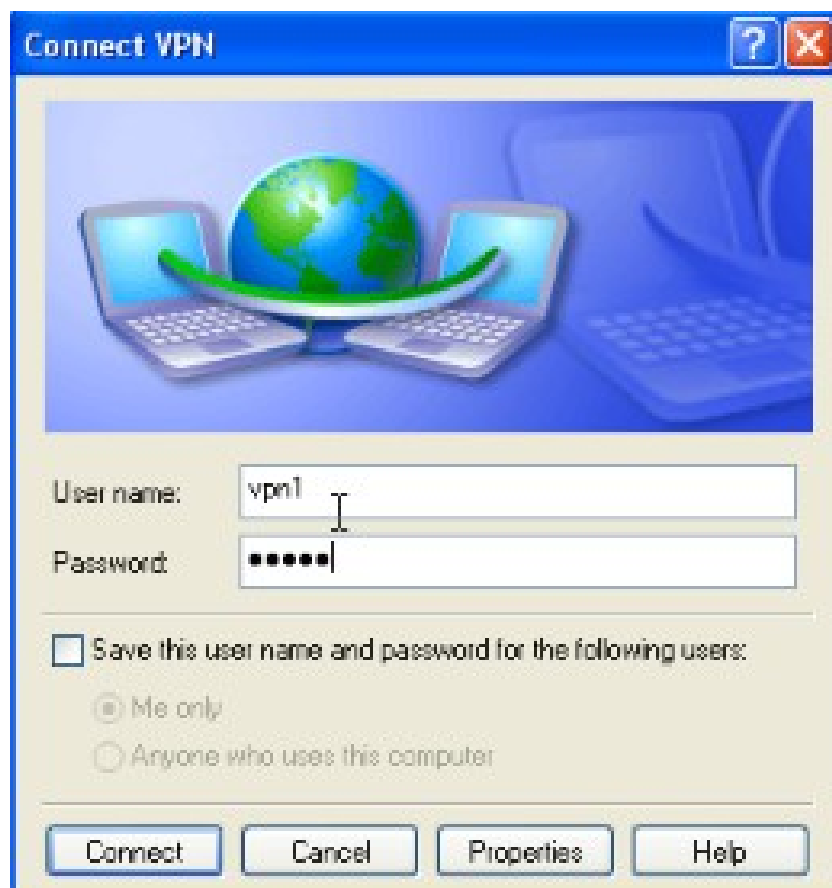 Connect VPN
User name:
vpn1
Password:
•••••
Save this user name and password for the following users:
Me only
Anyone who uses this computer
Connect Cancel Properties Help